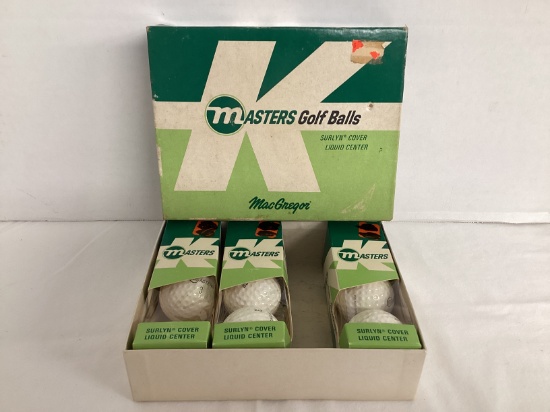 K
mASTERS Golf Balls
SURLYN® COVER
LIQUID CENTER
MacGregor
K
mASTERS
SURLYN® COVER
LIQUID CENTER
K
mASTERS
SURLYN® COVER
LIQUID CENTER
K
mASTERS
SURLYN® COVER
LIQUID CENTER